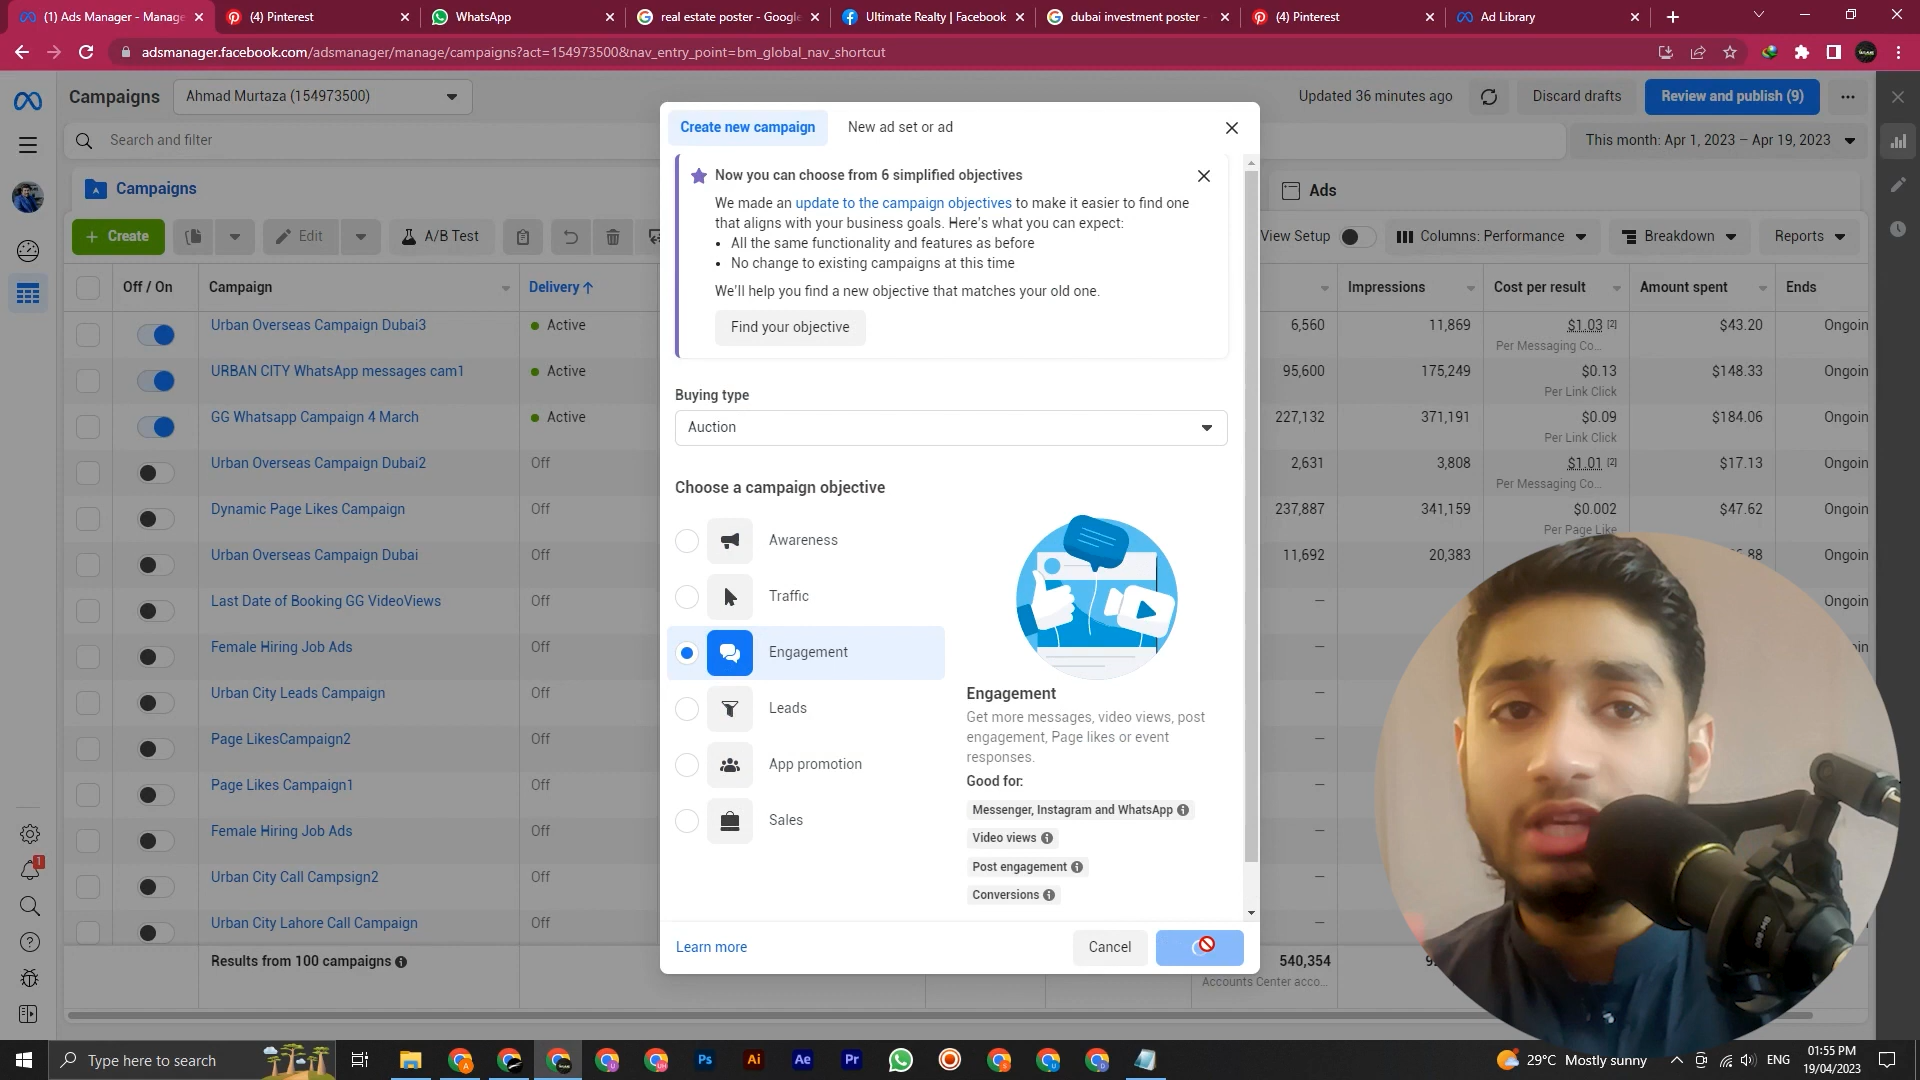 (1) Ads Manager - Manage
(4) Pinterest
WhatsApp
real estate poster - Google
Ultimate Realty | Facebook
dubai investment poster -
(4) Pinterest
Ad Library
adsmanager.facebook.com/adsmanager/manage/campaigns?act=154973500&nav_entry_point=bm_global_nav_shortcut
Campaigns
Ahmad Murtaza (154973500)
Updated 36 minutes ago
Discard drafts
Review and publish (9)
Search and filter
This month: Apr 1, 2023 – Apr 19, 2023
Campaigns
Ads
+ Create
Edit
A/B Test
View Setup
Columns: Performance
Breakdown
Reports
Off / On
Campaign
Delivery ↑
Impressions
Cost per result
Amount spent
Ends
Urban Overseas Campaign Dubai3
Active
6,560
11,869
$1.03 [2]
Per Messaging Co...
$43.20
Ongoin
URBAN CITY WhatsApp messages cam1
Active
95,600
175,249
$0.13
Per Link Click
$148.33
Ongoin
GG Whatsapp Campaign 4 March
Active
227,132
371,191
$0.09
Per Link Click
$184.06
Ongoin
Urban Overseas Campaign Dubai2
Off
2,631
3,808
$1.01 [2]
Per Messaging Co...
$17.13
Ongoin
Dynamic Page Likes Campaign
Off
237,887
341,159
$0.002
Per Page Like
$47.62
Ongoin
Urban Overseas Campaign Dubai
Off
11,692
20,383
.88
Ongoin
Last Date of Booking GG VideoViews
Off
—
Ongoin
Female Hiring Job Ads
Off
—
Urban City Leads Campaign
Off
—
Page LikesCampaign2
Off
—
Page Likes Campaign1
Off
—
Female Hiring Job Ads
Off
—
Urban City Call Campsign2
Off
—
Urban City Lahore Call Campaign
Off
—
Results from 100 campaigns
540,354
Accounts Center acco...
Create new campaign
New ad set or ad
Now you can choose from 6 simplified objectives
We made an update to the campaign objectives to make it easier to find one
that aligns with your business goals. Here's what you can expect:
• All the same functionality and features as before
• No change to existing campaigns at this time
We'll help you find a new objective that matches your old one.
Find your objective
Buying type
Auction
Choose a campaign objective
Awareness
Traffic
Engagement
Leads
App promotion
Sales
Engagement
Get more messages, video views, post
engagement, Page likes or event
responses.
Good for:
Messenger, Instagram and WhatsApp
Video views
Post engagement
Conversions
Learn more
Cancel
1
Type here to search
Ps
Ai
Ae
Pr
29°C Mostly sunny
ENG
01:55 PM
19/04/2023